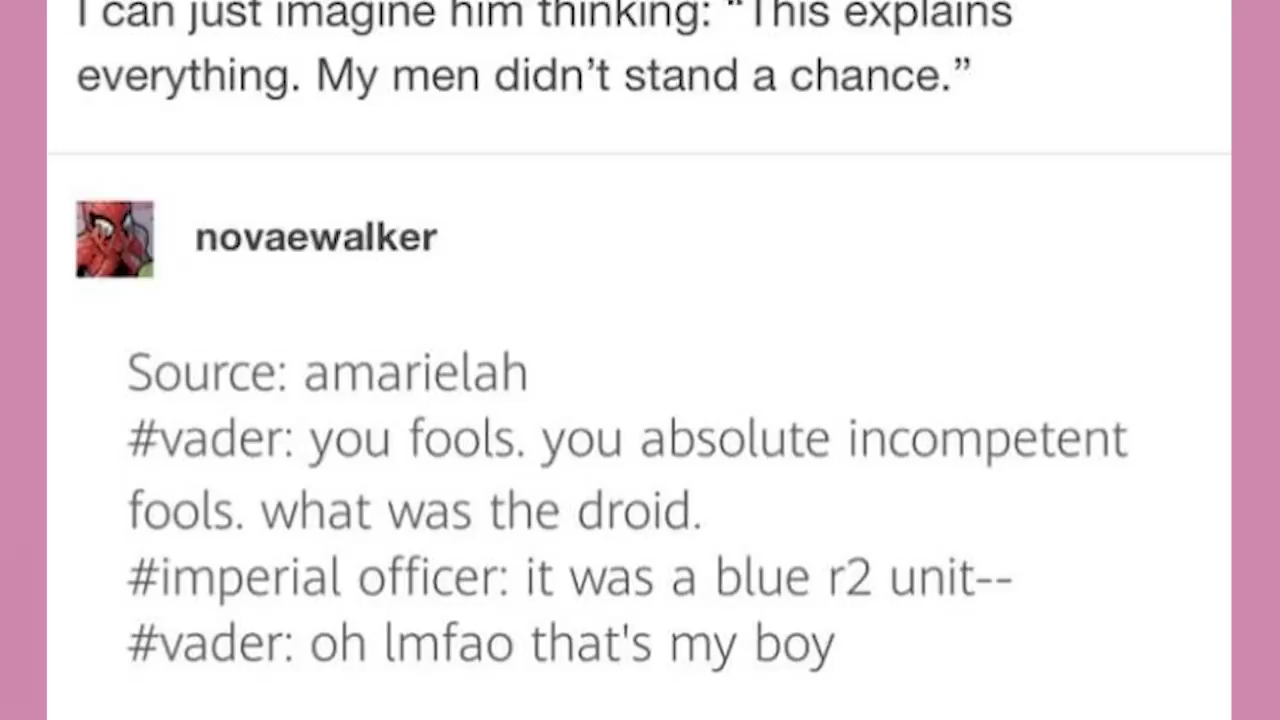 I can just imagine him thinking: “This explains
everything. My men didn’t stand a chance.”
novaewalker
Source: amarielah
#vader: you fools. you absolute incompetent
fools. what was the droid.
#imperial officer: it was a blue r2 unit--
#vader: oh lmfao that's my boy